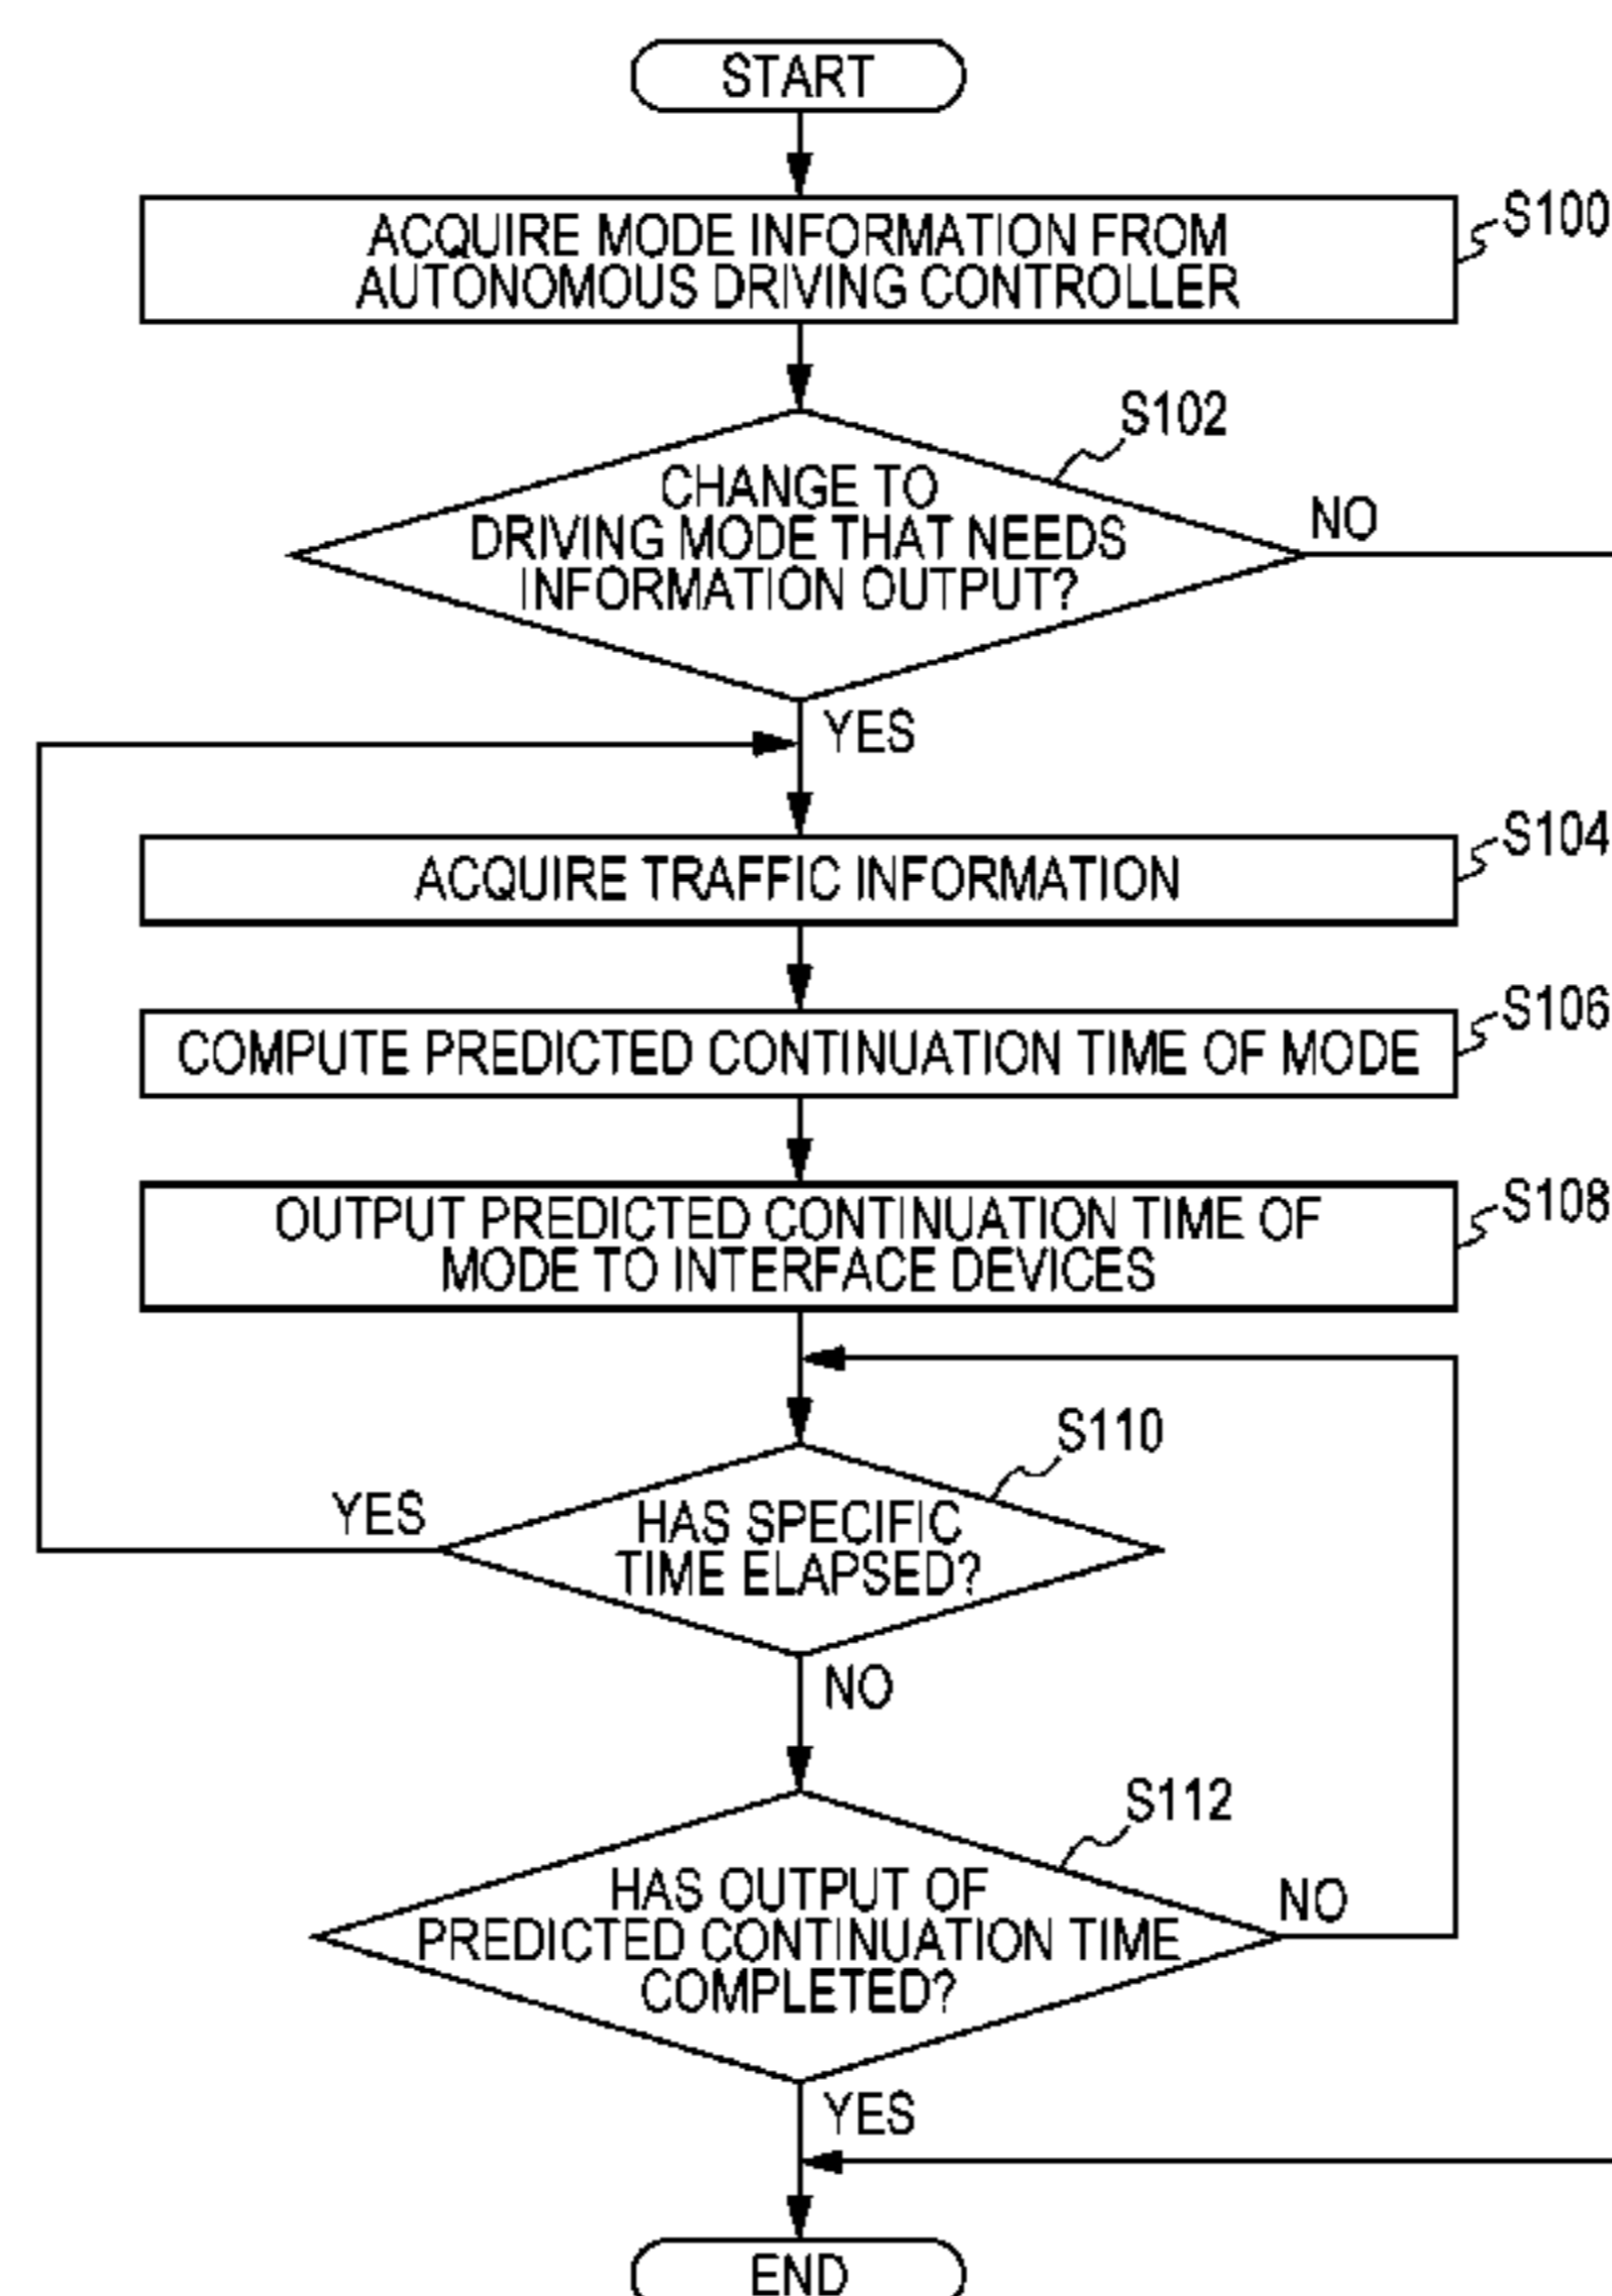 START
ACQUIRE MODE INFORMATION FROM
AUTONOMOUS DRIVING CONTROLLER
S100
S102
CHANGE TO
DRIVING MODE THAT NEEDS
INFORMATION OUTPUT?
NO
YES
ACQUIRE TRAFFIC INFORMATION
S104
COMPUTE PREDICTED CONTINUATION TIME OF MODE
S106
OUTPUT PREDICTED CONTINUATION TIME OF
MODE TO INTERFACE DEVICES
S108
S110
YES
HAS SPECIFIC
TIME ELAPSED?
NO
S112
HAS OUTPUT OF
PREDICTED CONTINUATION TIME
COMPLETED?
NO
YES
END